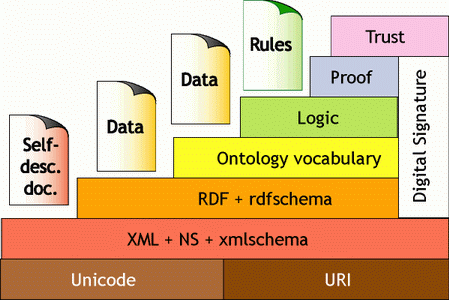 Rules
Trust
Data
Proof
Data
Logic
Digital Signature
Self-
desc.
doc.
Ontology vocabulary
RDF + rdfschema
XML + NS + xmlschema
Unicode
URI